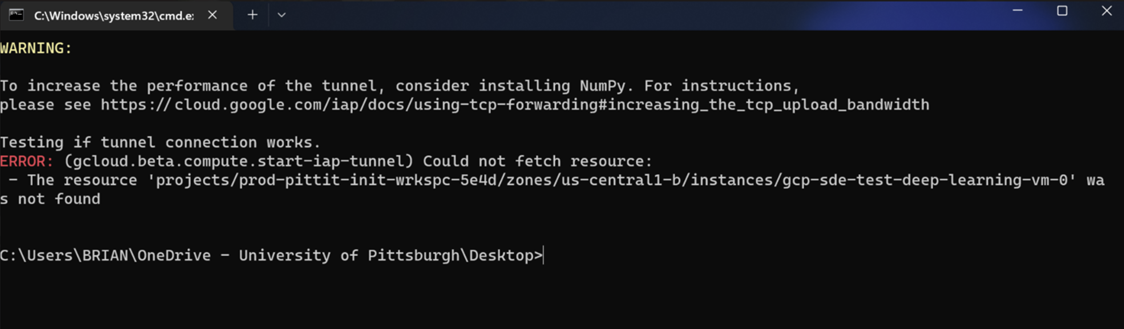 C:\Windows\system32\cmd.e
WARNING:
To increase the performance of the tunnel, consider installing NumPy. For instructions,
please see https://cloud.google.com/iap/docs/using-tcp-forwarding#increasing_the_tcp_upload_bandwidth
Testing if tunnel connection works.
ERROR: (gcloud.beta.compute.start-iap-tunnel) Could not fetch resource:
 - The resource 'projects/prod-pittit-init-wrkspc-5e4d/zones/us-central1-b/instances/gcp-sde-test-deep-learning-vm-0' wa
s not found
C:\Users\BRIAN\OneDrive - University of Pittsburgh\Desktop>